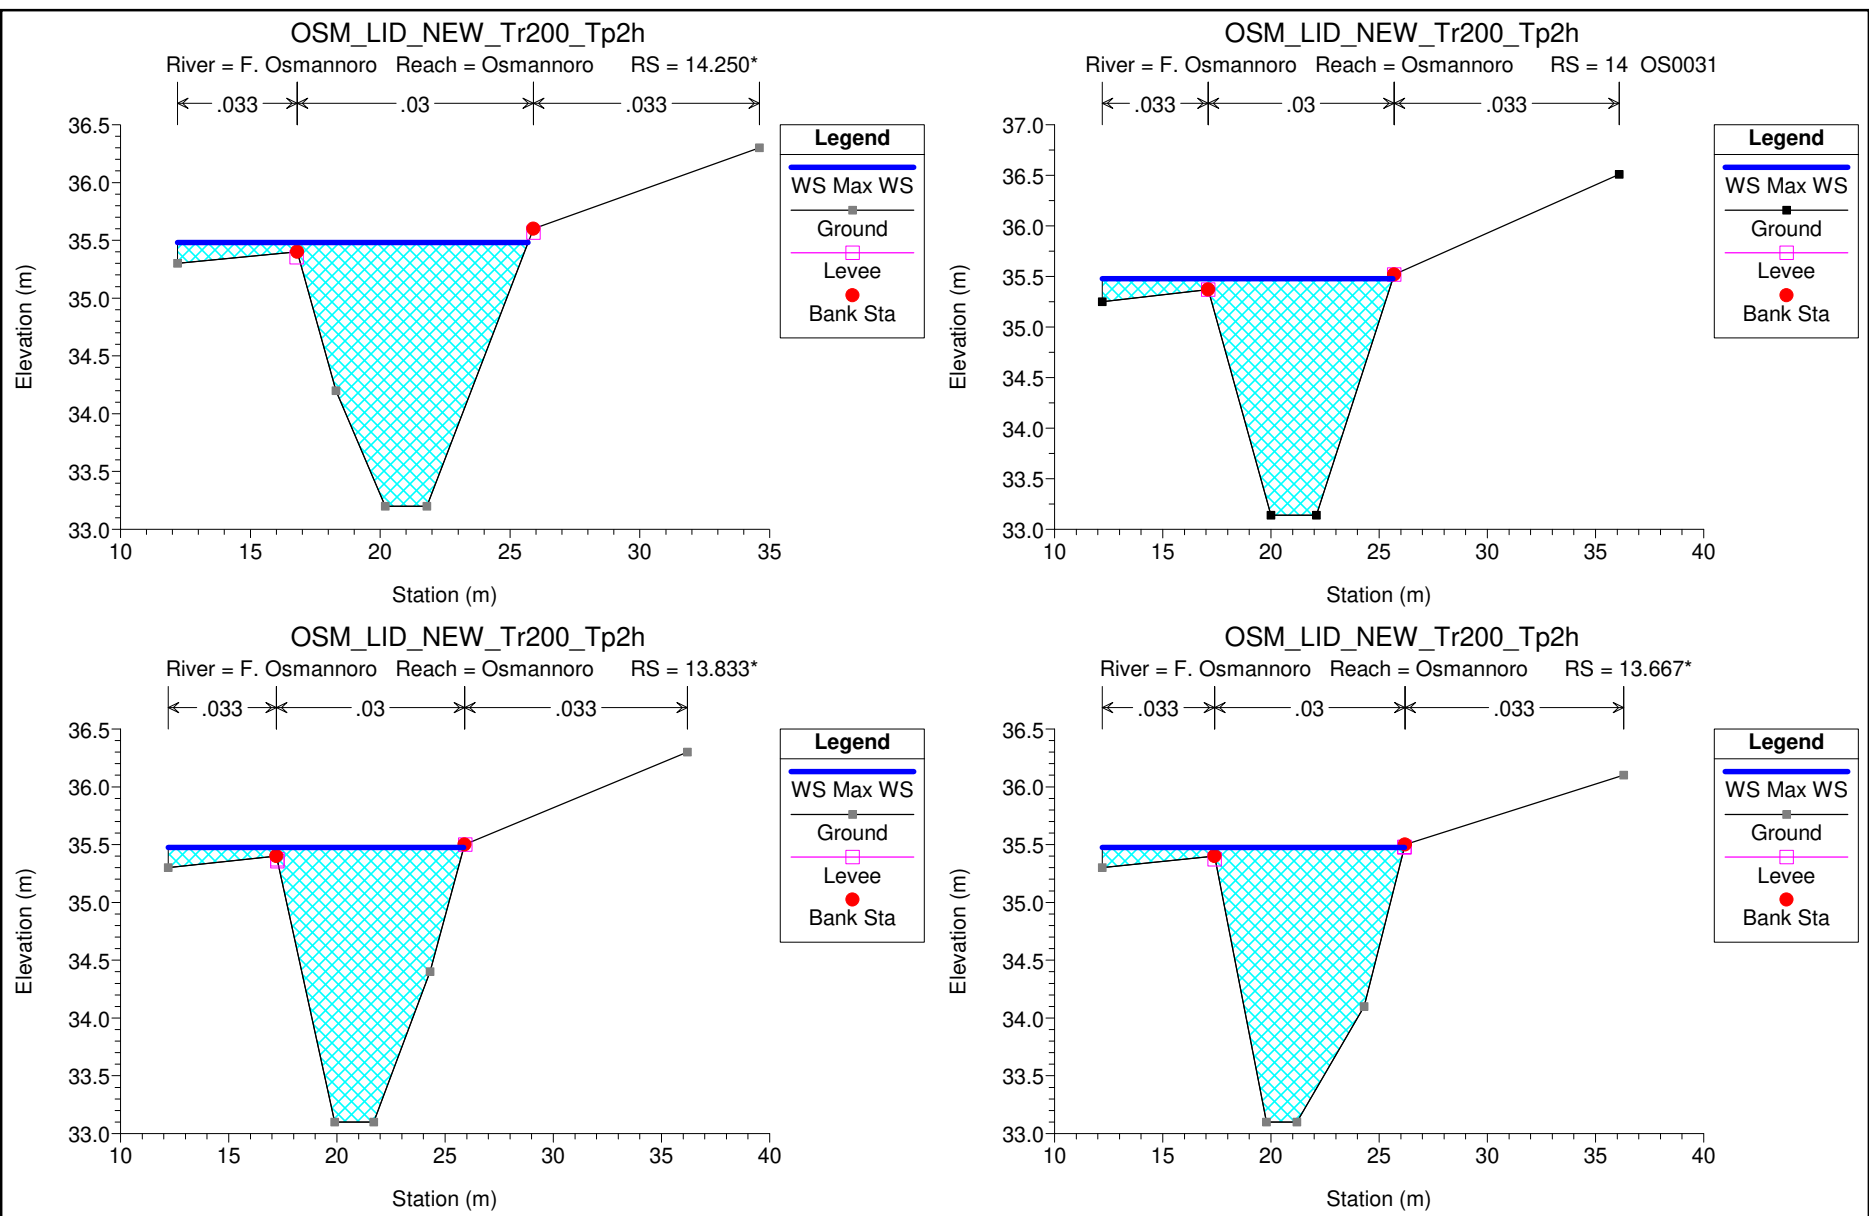 OSM_LID_NEW_Tr200_Tp2h
River = F. Osmannoro Reach = Osmannoro RS = 14.250*
.033 .03 .033
36.5
36.0
35.5
35.0
34.5
34.0
33.5
33.0
Elevation (m)
10 15 20 25 30 35
Station (m)
Legend
WS Max WS
Ground
Levee
Bank Sta
OSM_LID_NEW_Tr200_Tp2h
River = F. Osmannoro Reach = Osmannoro RS = 14 OS0031
.033 .03 .033
37.0
36.5
36.0
35.5
35.0
34.5
34.0
33.5
33.0
Elevation (m)
10 15 20 25 30 35 40
Station (m)
Legend
WS Max WS
Ground
Levee
Bank Sta
OSM_LID_NEW_Tr200_Tp2h
River = F. Osmannoro Reach = Osmannoro RS = 13.833*
.033 .03 .033
36.5
36.0
35.5
35.0
34.5
34.0
33.5
33.0
Elevation (m)
10 15 20 25 30 35 40
Station (m)
Legend
WS Max WS
Ground
Levee
Bank Sta
OSM_LID_NEW_Tr200_Tp2h
River = F. Osmannoro Reach = Osmannoro RS = 13.667*
.033 .03 .033
36.5
36.0
35.5
35.0
34.5
34.0
33.5
33.0
Elevation (m)
10 15 20 25 30 35 40
Station (m)
Legend
WS Max WS
Ground
Levee
Bank Sta